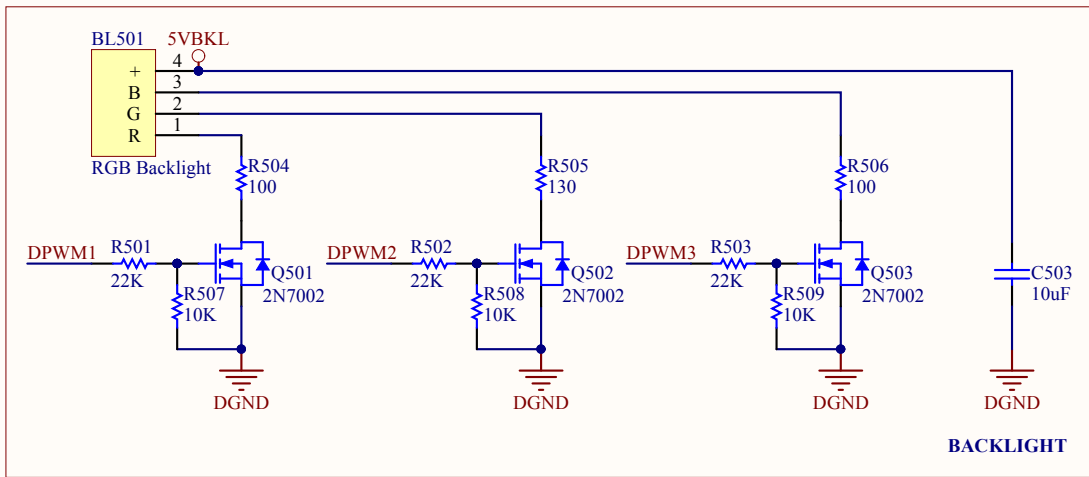 BL501
5VBKL
+
4
B
3
G
2
R
1
RGB Backlight
R504
100
R505
130
R506
100
DPWM1
R501
22K
R507
10K
Q501
2N7002
DPWM2
R502
22K
R508
10K
Q502
2N7002
DPWM3
R503
22K
R509
10K
Q503
2N7002
C503
10uF
DGND
DGND
DGND
DGND
BACKLIGHT